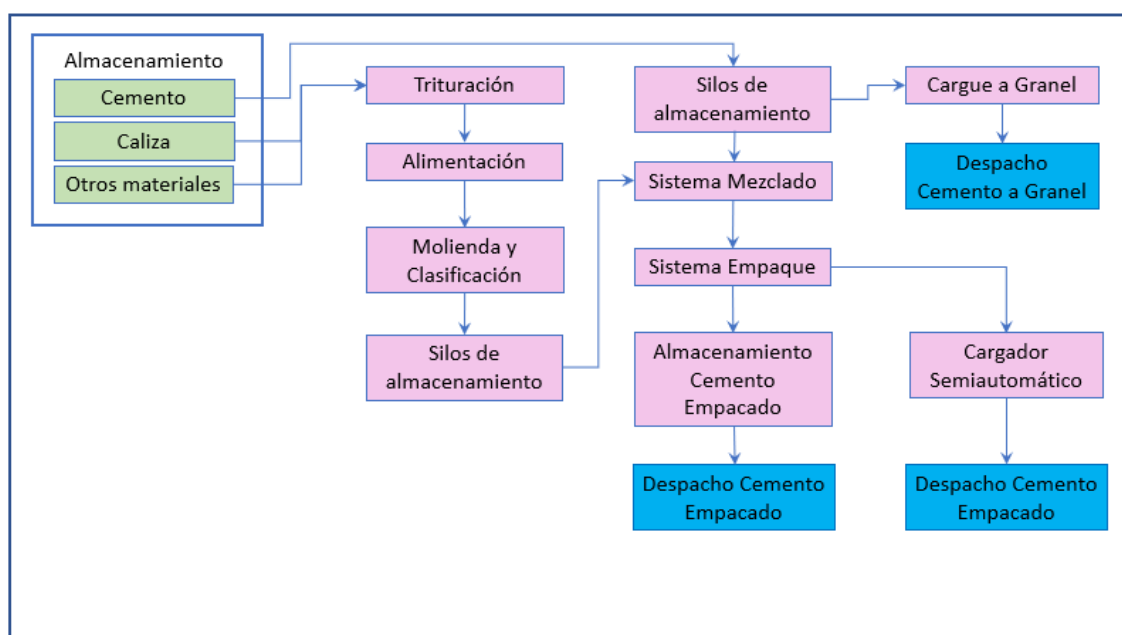 Almacenamiento
Cemento
Caliza
Otros materiales
Trituración
Alimentación
Molienda y
Clasificación
Silos de
almacenamiento
Silos de
almacenamiento
Sistema Mezclado
Sistema Empaque
Almacenamiento
Cemento
Empacado
Despacho Cemento
Empacado
Cargue a Granel
Despacho
Cemento a Granel
Cargador
Semiautomático
Despacho Cemento
Empacado